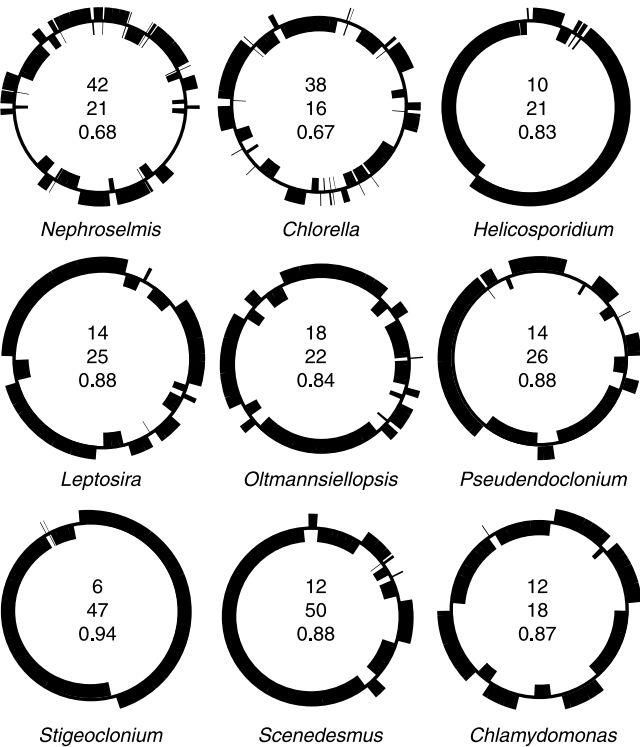 42 38 10
21 16 21
0.68 0.67 0.83
Nephroselmis Chlorella Helicosporidium
14 18 14
25 22 26
0.88 0.84 0.88
Leptosira Oltmannsiellopsis Pseudendoclonium
6 12 12
47 50 18
0.94 0.88 0.87
Stigeoclonium Scenedesmus Chlamydomonas